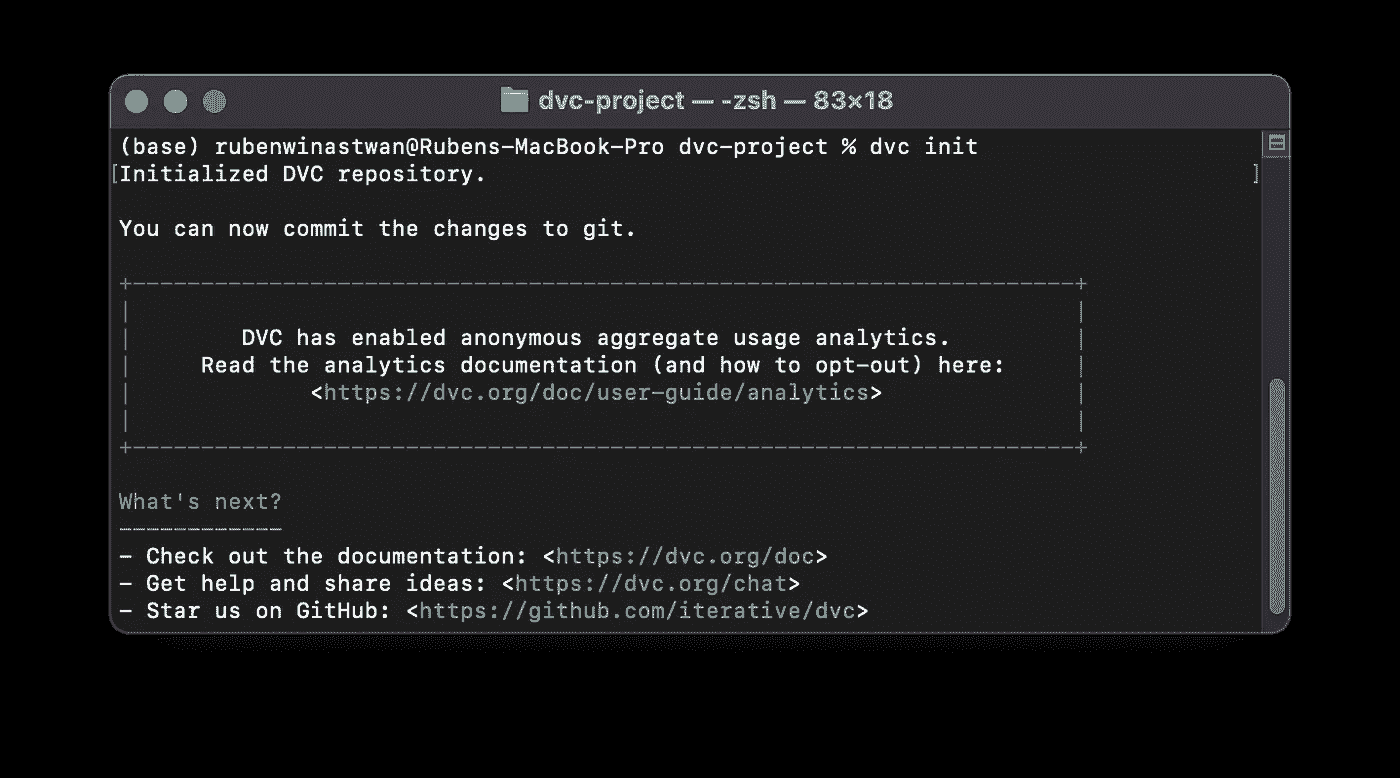 dvc-project — -zsh — 83×18
(base) rubenwinastwan@Rubens-MacBook-Pro dvc-project % dvc init
[Initialized DVC repository. ]
You can now commit the changes to git.
+---------------------------------------------------------------------+
| |
| DVC has enabled anonymous aggregate usage analytics. |
| Read the analytics documentation (and how to opt-out) here: |
| <https://dvc.org/doc/user-guide/analytics> |
| |
+---------------------------------------------------------------------+
What's next?
------------
- Check out the documentation: <https://dvc.org/doc>
- Get help and share ideas: <https://dvc.org/chat>
- Star us on GitHub: <https://github.com/iterative/dvc>